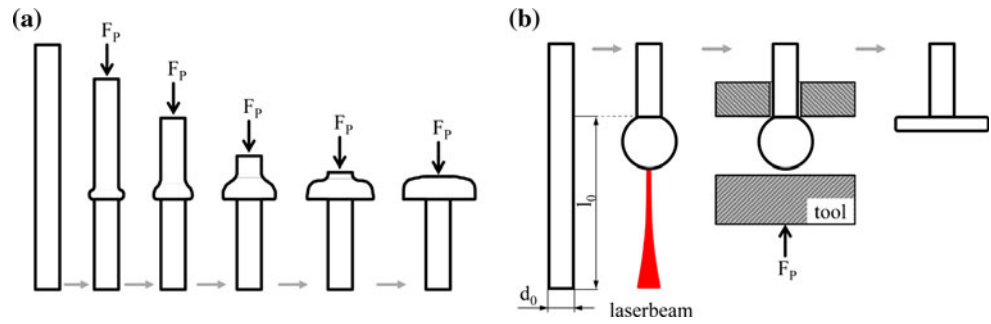 (a)
F_P
F_P
F_P
F_P
F_P
(b)
l_0
d_0
laserbeam
tool
F_P